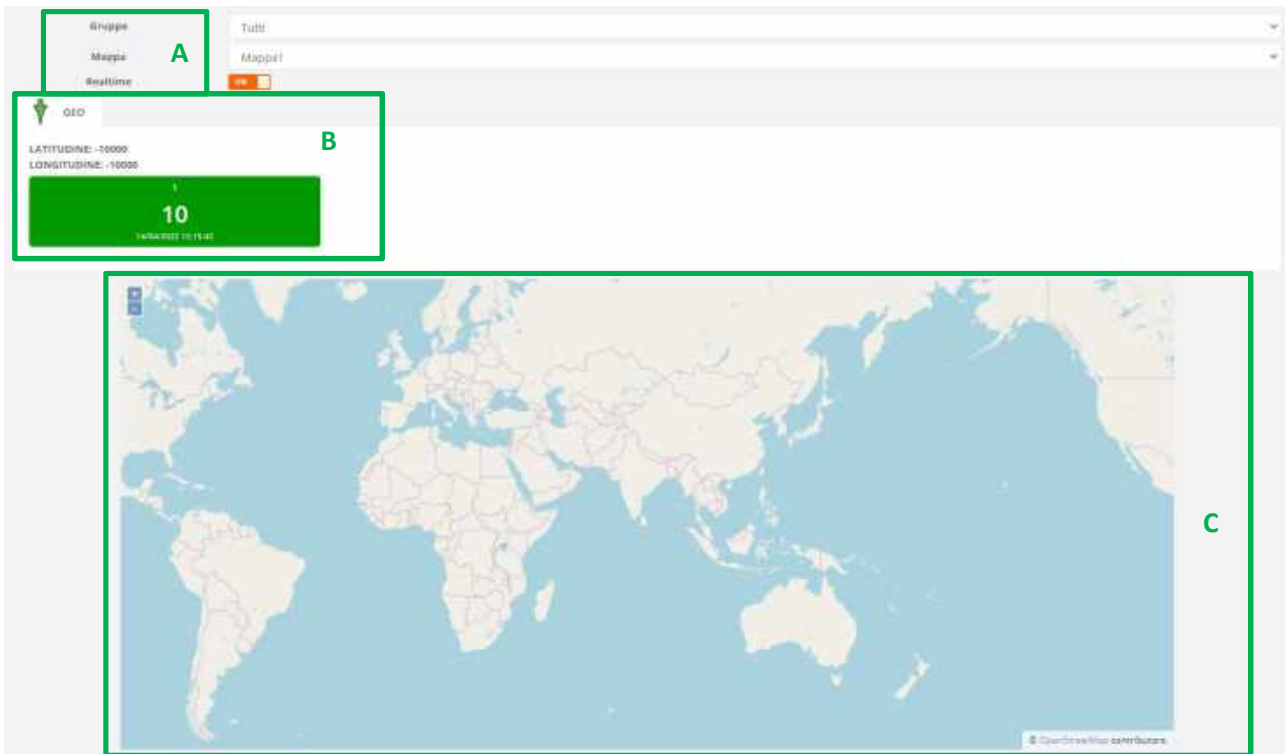 Gruppo
Tutti
A
Mappa
Mappa1
Realtime
ON
GEO
B
LATITUDINE: -10000
LONGITUDINE: -10000
1
10
C
© OpenStreetMap contributors.